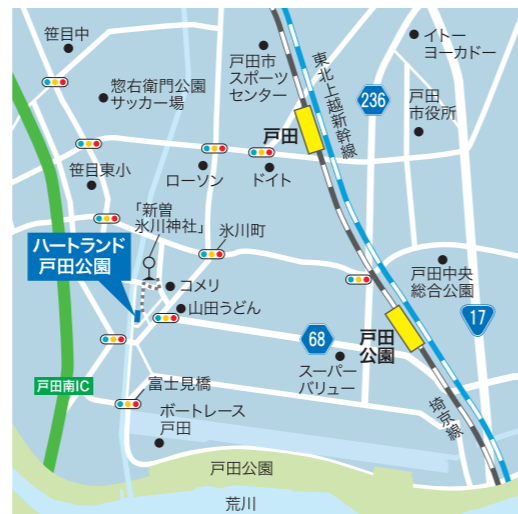 笹目中
惣右衛門公園
サッカー場
戸田市
スポーツ
センター
東北上越新幹線
イトー
ヨーカドー
236
戸田
市役所
戸田
笹目東小
ローソン
ドイト
「新曽
氷川神社」
氷川町
ハートランド
戸田公園
コメリ
山田うどん
戸田中央
総合公園
17
68
戸田
公園
スーパー
バリュー
戸田南IC
富士見橋
ボートレース
戸田
埼京線
戸田公園
荒川